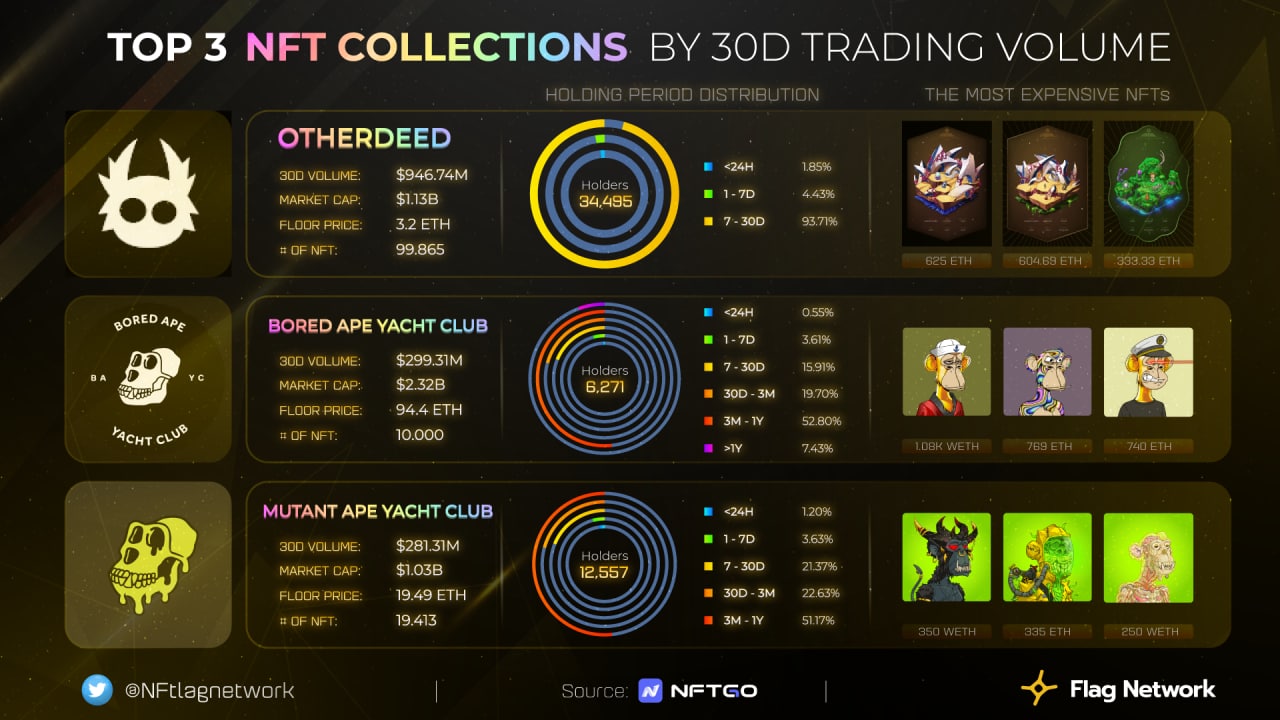 TOP 3 NFT COLLECTIONS BY 30D TRADING VOLUME
HOLDING PERIOD DISTRIBUTION
THE MOST EXPENSIVE NFTs
OTHERDEED
30D VOLUME: $946.74M
MARKET CAP: $1.13B
FLOOR PRICE: 3.2 ETH
# OF NFT: 99.865
Holders
34,495
<24H 1.85%
1 - 7D 4.43%
7 - 30D 93.71%
625 ETH
604.69 ETH
333.33 ETH
BORED APE
BA YC
YACHT CLUB
BORED APE YACHT CLUB
30D VOLUME: $299.31M
MARKET CAP: $2.32B
FLOOR PRICE: 94.4 ETH
# OF NFT: 10.000
Holders
6,271
<24H 0.55%
1 - 7D 3.61%
7 - 30D 15.91%
30D - 3M 19.70%
3M - 1Y 52.80%
>1Y 7.43%
1.08K WETH
769 ETH
740 ETH
MUTANT APE YACHT CLUB
30D VOLUME: $281.31M
MARKET CAP: $1.03B
FLOOR PRICE: 19.49 ETH
# OF NFT: 19.413
Holders
12,557
<24H 1.20%
1 - 7D 3.63%
7 - 30D 21.37%
30D - 3M 22.63%
3M - 1Y 51.17%
350 WETH
335 ETH
250 WETH
@NFtlagnetwork
Source: NFTGO
Flag Network